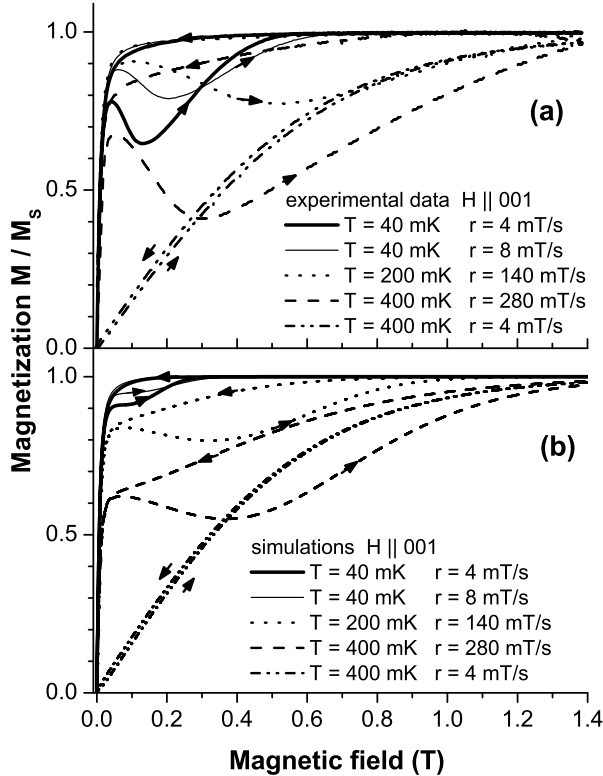 Magnetization M / Ms
1.0
0.5
0.0
(a)
experimental data H || 001
T = 40 mK r = 4 mT/s
T = 40 mK r = 8 mT/s
T = 200 mK r = 140 mT/s
T = 400 mK r = 280 mT/s
T = 400 mK r = 4 mT/s
1.0
0.5
0.0
(b)
simulations H || 001
T = 40 mK r = 4 mT/s
T = 40 mK r = 8 mT/s
T = 200 mK r = 140 mT/s
T = 400 mK r = 280 mT/s
T = 400 mK r = 4 mT/s
0.0 0.2 0.4 0.6 0.8 1.0 1.2 1.4
Magnetic field (T)